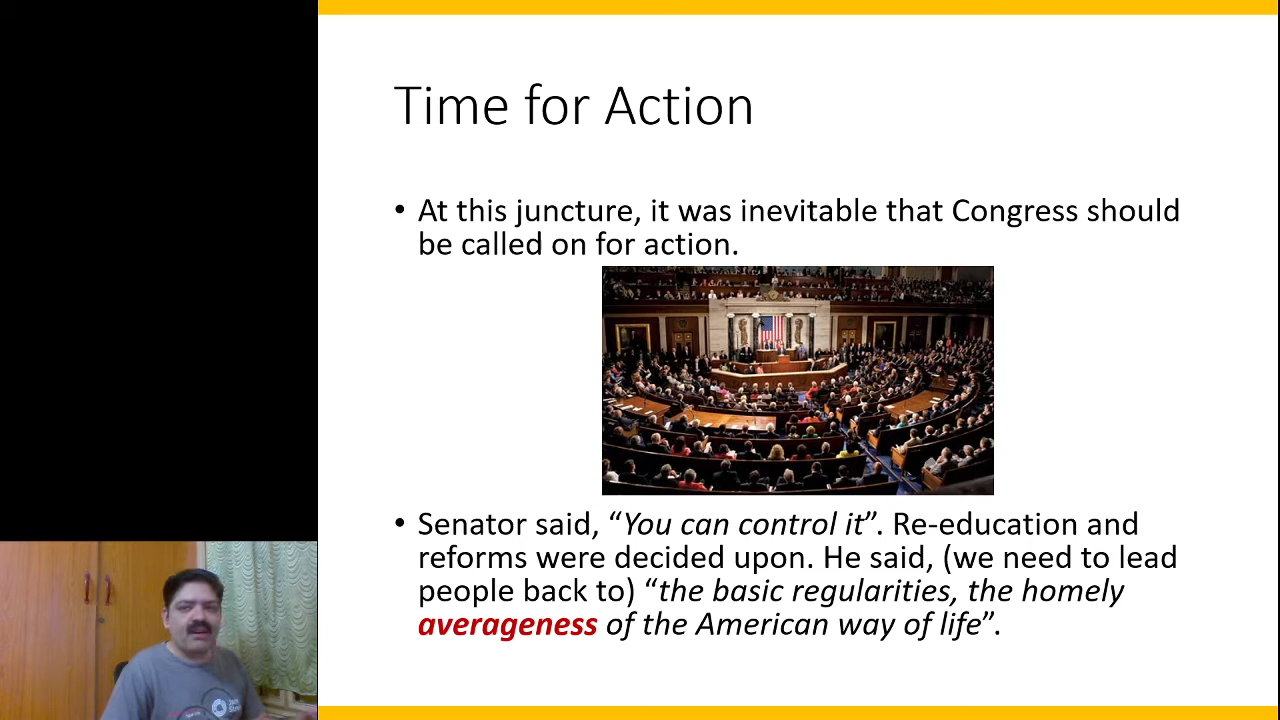 Time for Action
• At this juncture, it was inevitable that Congress should
be called on for action.
• Senator said, “You can control it”. Re-education and
reforms were decided upon. He said, (we need to lead
people back to) “the basic regularities, the homely
averageness of the American way of life”.